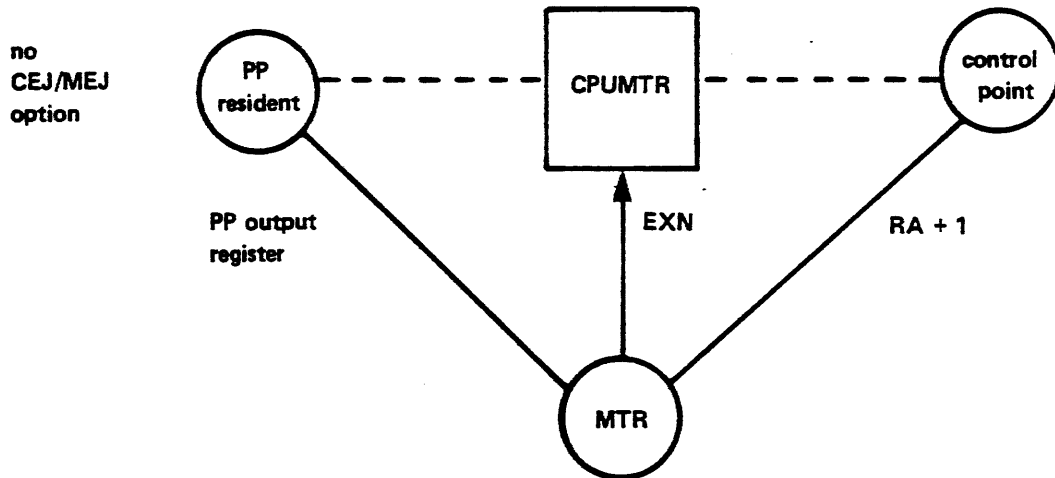 no
CEJ/MEJ
option
PP
resident
CPUMTR
control
point
PP output
register
EXN
RA + 1
MTR